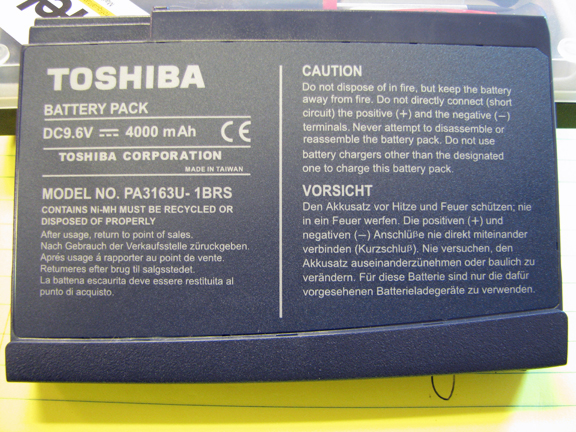 TOSHIBA
BATTERY PACK
DC9.6V 4000 mAh CE
TOSHIBA CORPORATION
MADE IN TAIWAN
MODEL NO. PA3163U- 1BRS
CONTAINS Ni-MH MUST BE RECYCLED OR
DISPOSED OF PROPERLY
After usage, return to point of sales.
Nach Gebrauch der Verkaufsstelle zurückgeben.
Aprés usage á rapporter au point de vente.
Retumeres efter brug til salgsstedet.
La battena escaurita deve essere restituita al
punto di acquisto.
CAUTION
Do not dispose of in fire, but keep the battery
away from fire. Do not directly connect (short
circuit) the positive (+) and the negative (−)
terminals. Never attempt to disassemble or
reassemble the battery pack. Do not use
battery chargers other than the designated
one to charge this battery pack.
VORSICHT
Den Akkusatz vor Hitze und Feuer schützen; nie
in ein Feuer werfen. Die positiven (+) und
negativen (−) Anschlüße nie direkt miteinander
verbinden (Kurzschluß). Nie versuchen, den
Akkusatz auseinanderzunehmen oder baulich zu
verändern. Für diese Batterie sind nur die dafür
vorgesehenen Batterieladegeräte zu verwenden.